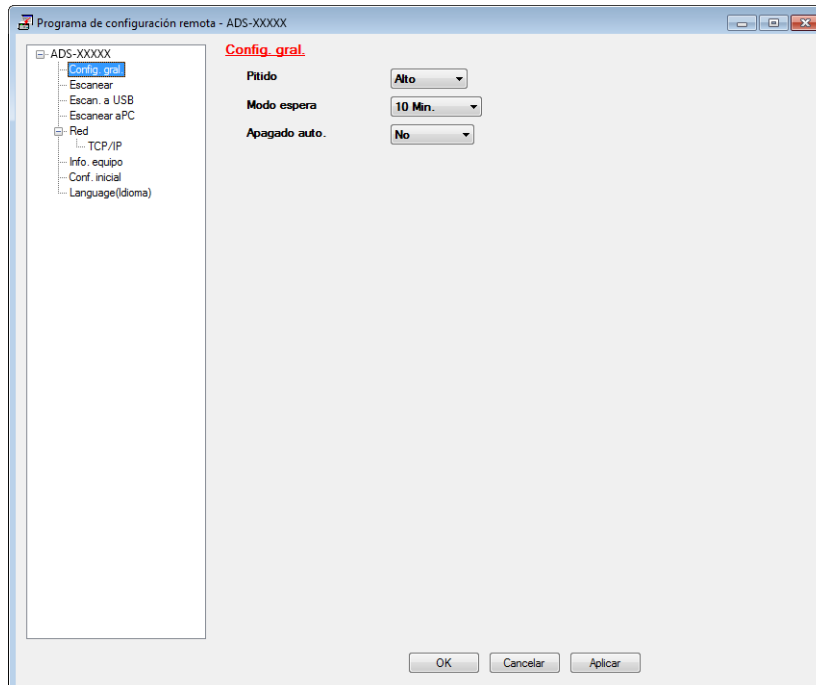 Programa de configuración remota - ADS-XXXXX
ADS-XXXXX
Config. gral.
Escanear
Escan. a USB
Escanear aPC
Red
TCP/IP
Info. equipo
Conf. inicial
Language(Idioma)
Config. gral.
Pitido Alto
Modo espera 10 Min.
Apagado auto. No
OK Cancelar Aplicar